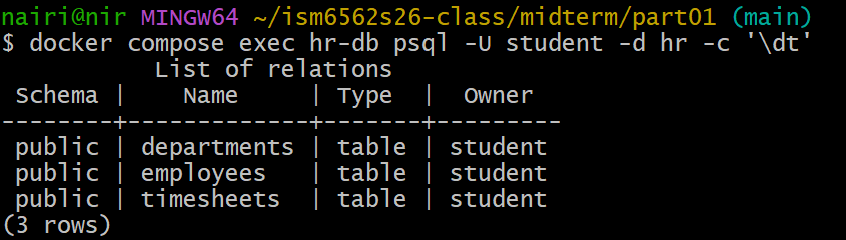 nairi@nir MINGW64 ~/ism6562s26-class/midterm/part01 (main)
$ docker compose exec hr-db psql -U student -d hr -c '\dt'
            List of relations
 Schema |    Name     | Type  |  Owner
--------+-------------+-------+---------
 public | departments | table | student
 public | employees   | table | student
 public | timesheets  | table | student
(3 rows)